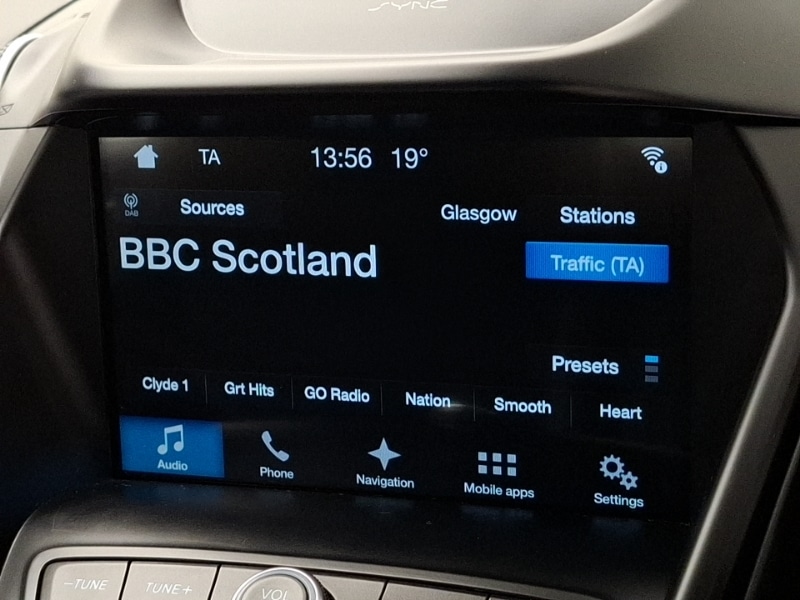 SYNC
TA 13:56 19°
DAB Sources Glasgow Stations
BBC Scotland Traffic (TA)
Presets
Clyde 1 Grt Hits GO Radio Nation Smooth Heart
Audio Phone Navigation Mobile apps Settings
−TUNE TUNE+ VOL